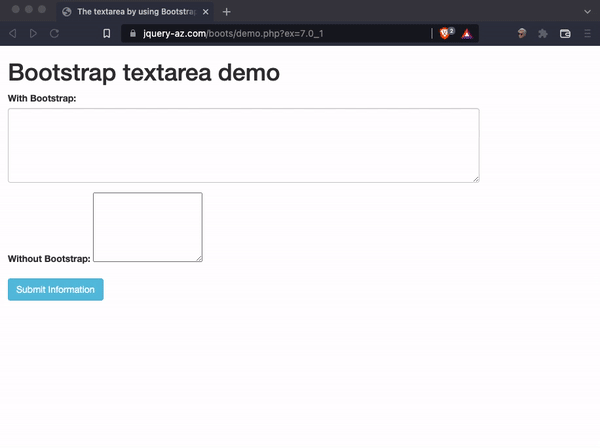 The textarea by using Bootstra
jquery-az.com/boots/demo.php?ex=7.0_1
2
Bootstrap textarea demo
With Bootstrap:
Without Bootstrap:
Submit Information